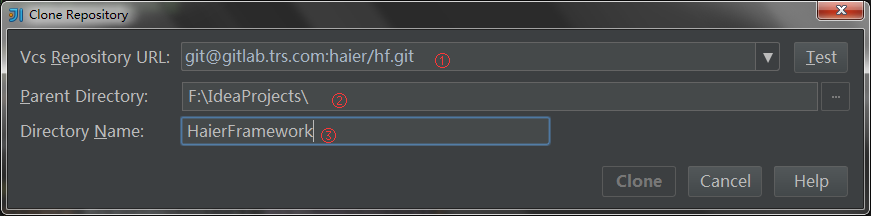 Clone Repository
Vcs Repository URL: git@gitlab.trs.com:haier/hf.git ① Test
Parent Directory: F:\IdeaProjects\ ② ...
Directory Name: HaierFramework ③
Clone Cancel Help